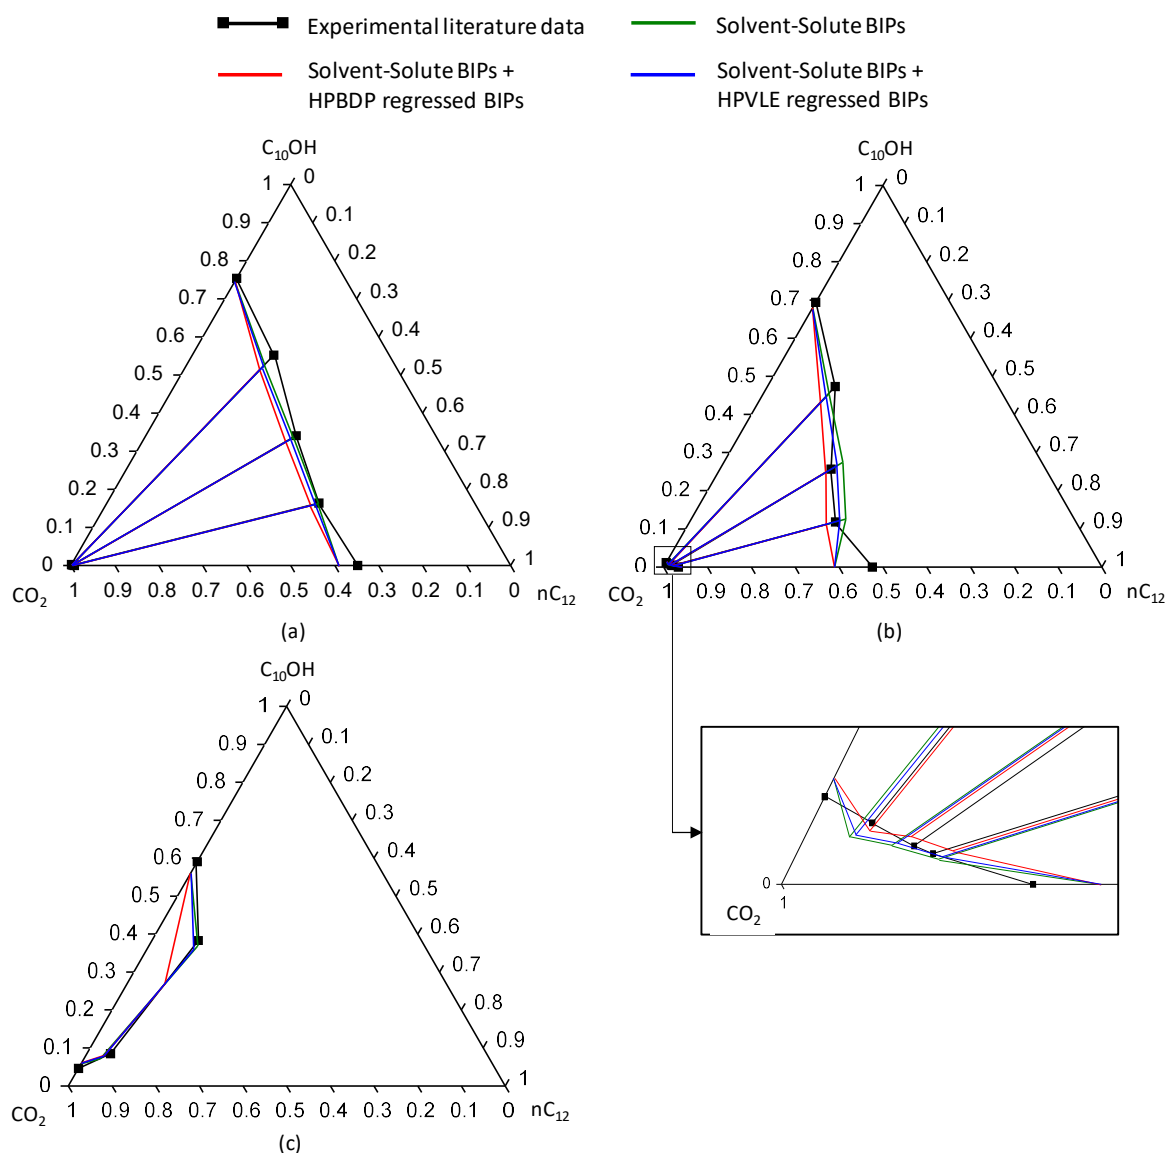 Experimental literature data
Solvent-Solute BIPs
Solvent-Solute BIPs +
HPBDP regressed BIPs
Solvent-Solute BIPs +
HPVLE regressed BIPs
C₁₀OH
1 0
0.9 0.1
0.8 0.2
0.7 0.3
0.6 0.4
0.5 0.5
0.4 0.6
0.3 0.7
0.2 0.8
0.1 0.9
0 1
1 0.9 0.8 0.7 0.6 0.5 0.4 0.3 0.2 0.1 0
CO₂ nC₁₂
(a)
C₁₀OH
1 0
0.9 0.1
0.8 0.2
0.7 0.3
0.6 0.4
0.5 0.5
0.4 0.6
0.3 0.7
0.2 0.8
0.1 0.9
0 1
1 0.9 0.8 0.7 0.6 0.5 0.4 0.3 0.2 0.1 0
CO₂ nC₁₂
(b)
C₁₀OH
1 0
0.9 0.1
0.8 0.2
0.7 0.3
0.6 0.4
0.5 0.5
0.4 0.6
0.3 0.7
0.2 0.8
0.1 0.9
0 1
1 0.9 0.8 0.7 0.6 0.5 0.4 0.3 0.2 0.1 0
CO₂ nC₁₂
(c)
0
1
CO₂